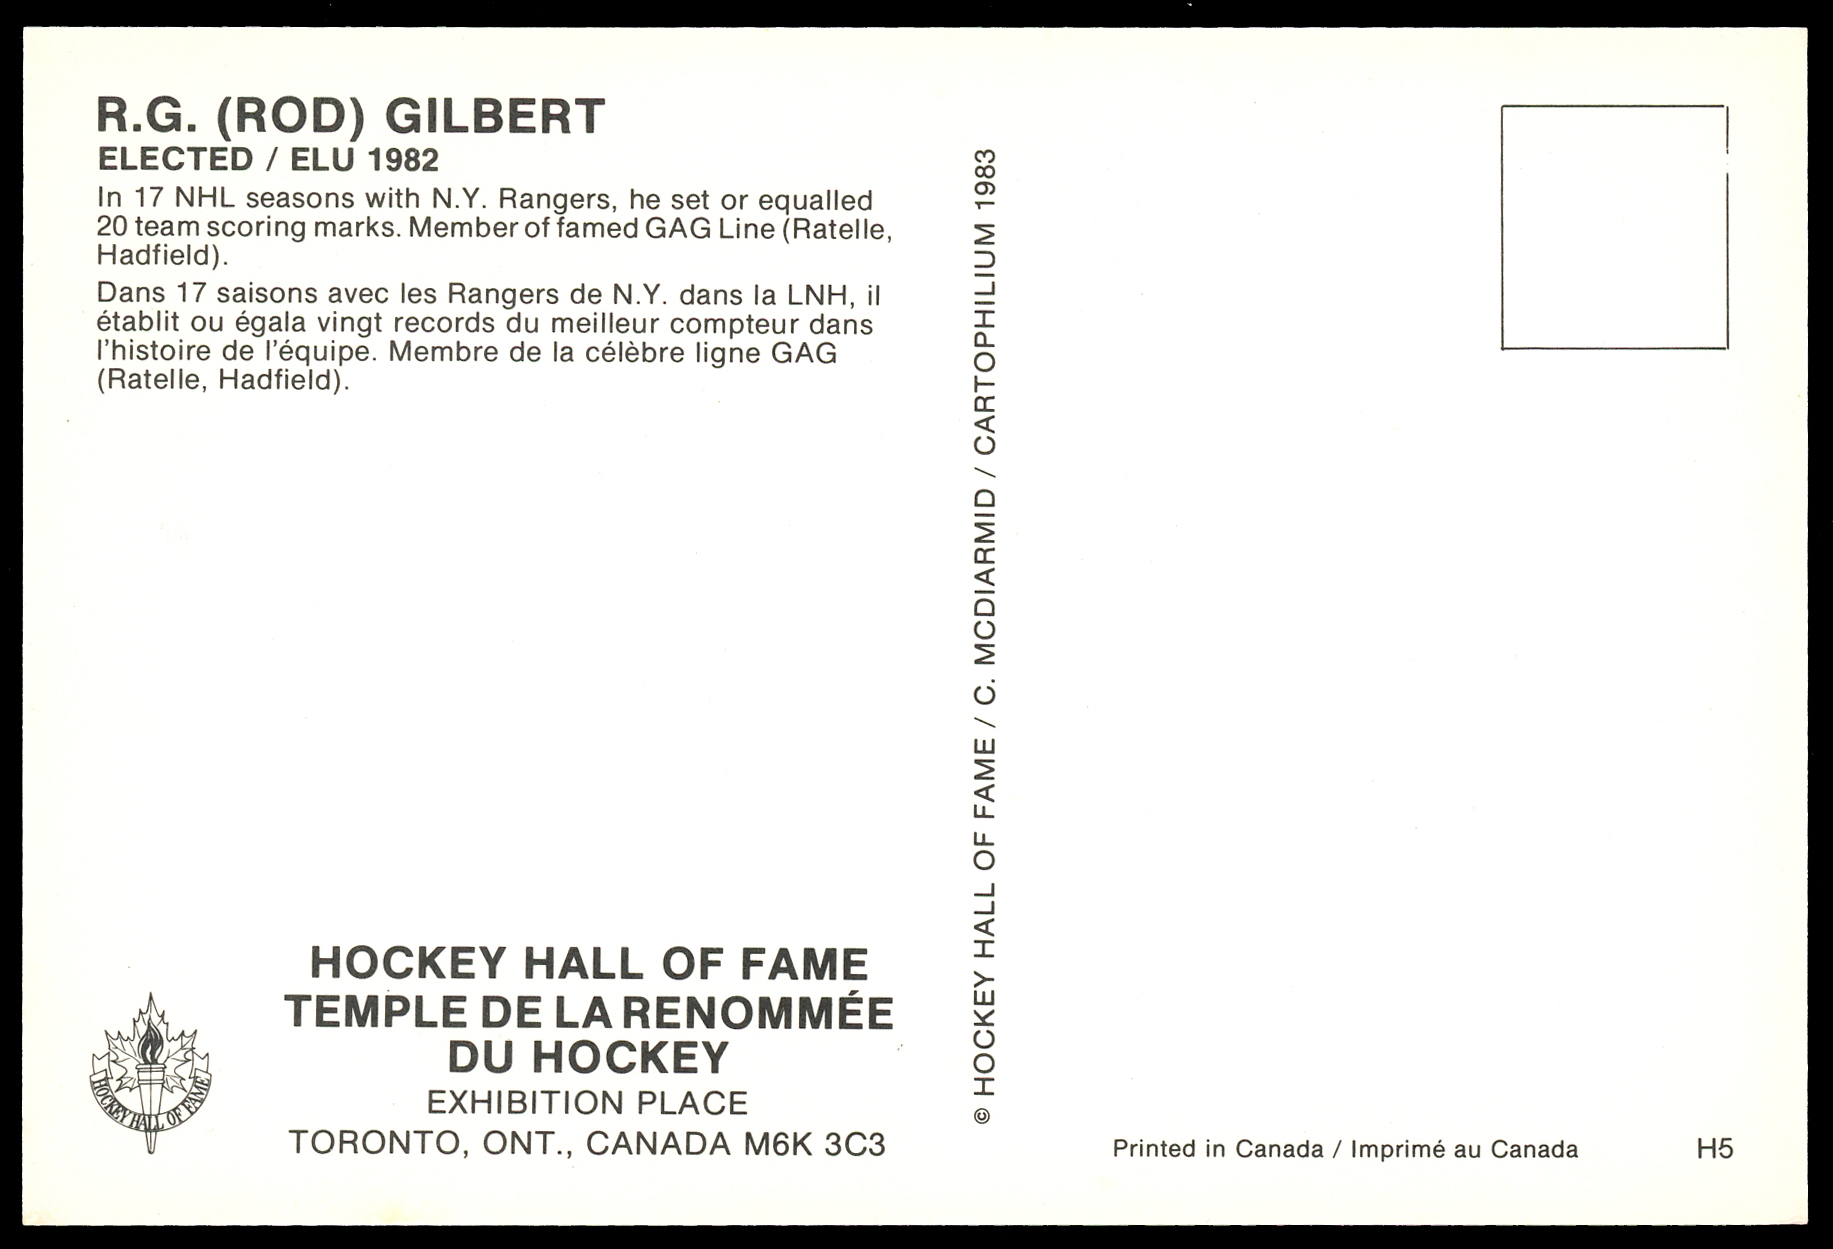 R.G. (ROD) GILBERT
ELECTED / ELU 1982
In 17 NHL seasons with N.Y. Rangers, he set or equalled
20 team scoring marks. Member of famed GAG Line (Ratelle,
Hadfield).
Dans 17 saisons avec les Rangers de N.Y. dans la LNH, il
établit ou égala vingt records du meilleur compteur dans
l'histoire de l'équipe. Membre de la célèbre ligne GAG
(Ratelle, Hadfield).
HOCKEY HALL OF FAME
HOCKEY HALL OF FAME
TEMPLE DE LA RENOMMÉE
DU HOCKEY
EXHIBITION PLACE
TORONTO, ONT., CANADA M6K 3C3
© HOCKEY HALL OF FAME / C. MCDIARMID / CARTOPHILIUM 1983
Printed in Canada / Imprimé au Canada
H5